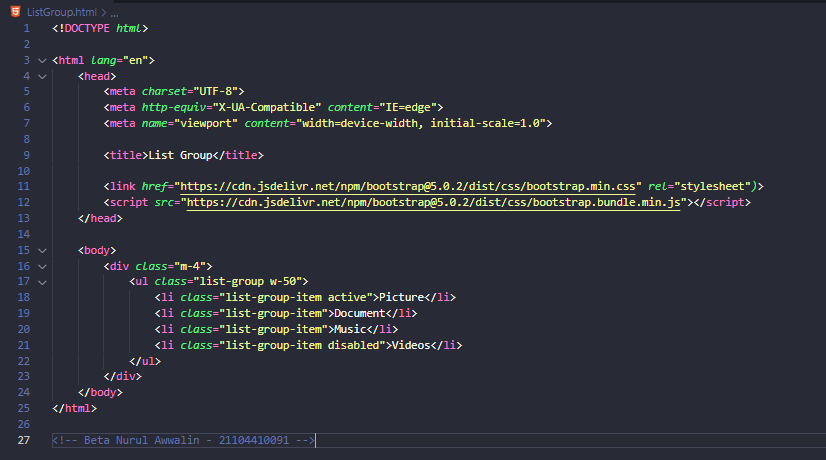 ListGroup.html > ...
1 <!DOCTYPE html>
2
3 <html lang="en">
4 <head>
5 <meta charset="UTF-8">
6 <meta http-equiv="X-UA-Compatible" content="IE=edge">
7 <meta name="viewport" content="width=device-width, initial-scale=1.0">
8
9 <title>List Group</title>
10
11 <link href="https://cdn.jsdelivr.net/npm/bootstrap@5.0.2/dist/css/bootstrap.min.css" rel="stylesheet")>
12 <script src="https://cdn.jsdelivr.net/npm/bootstrap@5.0.2/dist/css/bootstrap.bundle.min.js"></script>
13 </head>
14
15 <body>
16 <div class="m-4">
17 <ul class="list-group w-50">
18 <li class="list-group-item active">Picture</li>
19 <li class="list-group-item">Document</li>
20 <li class="list-group-item">Music</li>
21 <li class="list-group-item disabled">Videos</li>
22 </ul>
23 </div>
24 </body>
25 </html>
26
27 <!-- Beta Nurul Awwalin - 21104410091 -->